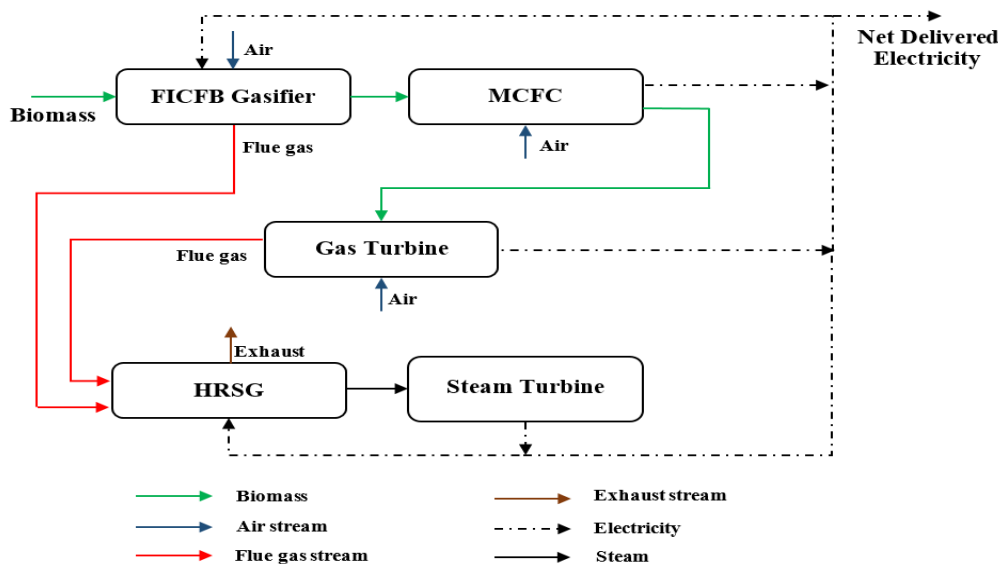 Net Delivered
Electricity
Air
FICFB Gasifier
MCFC
Biomass
Flue gas
Air
Gas Turbine
Flue gas
Air
Exhaust
HRSG
Steam Turbine
Biomass
Exhaust stream
Air stream
Electricity
Flue gas stream
Steam